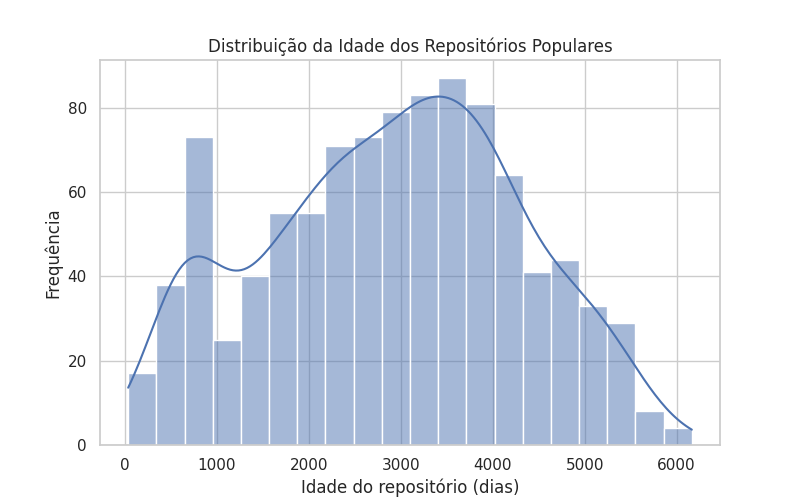 Distribuição da Idade dos Repositórios Populares
Frequência
80
60
40
20
0
0 1000 2000 3000 4000 5000 6000
Idade do repositório (dias)